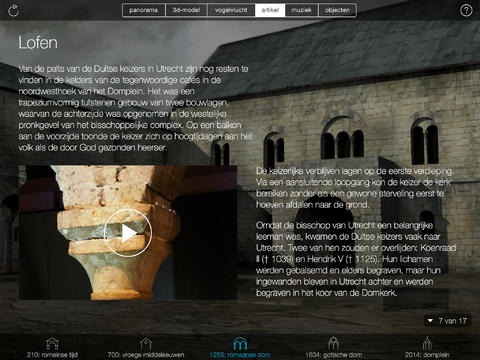 panorama 3d-model vogelvlucht artikel muziek objecten
Lofen
Van de palts van de Duitse keizers in Utrecht zijn nog resten te
vinden in de kelders van de tegenwoordige cafés in de
noordwesthoek van het Domplein. Het was een
trapeziumvormig tufstenen gebouw van twee bouwlagen,
waarvan de achterzijde was opgenomen in de westelijke
pronkgevel van het bisschoppelijke complex. Op een balkon
aan de voorzijde toonde de keizer zich op hoogtijdagen aan het
volk als de door God gezonden heerser.
De keizerlijke verblijven lagen op de eerste verdieping.
Via een aansluitende loopgang kon de keizer de kerk
bereiken zonder als een gewone sterveling eerst te
hoeven afdalen naar de grond.
Omdat de bisschop van Utrecht een belangrijke
leenman was, kwamen de Duitse keizers vaak naar
Utrecht. Twee van hen zouden er overlijden: Koenraad
II († 1039) en Hendrik V († 1125). Hun lichamen
werden gebalsemd en elders begraven, maar hun
ingewanden bleven in Utrecht achter en werden
begraven in het koor van de Domkerk.
7 van 17
210: romeinse tijd 700: vroege middeleeuwen 1258: romaanse dom 1634: gotische dom 2014: domplein